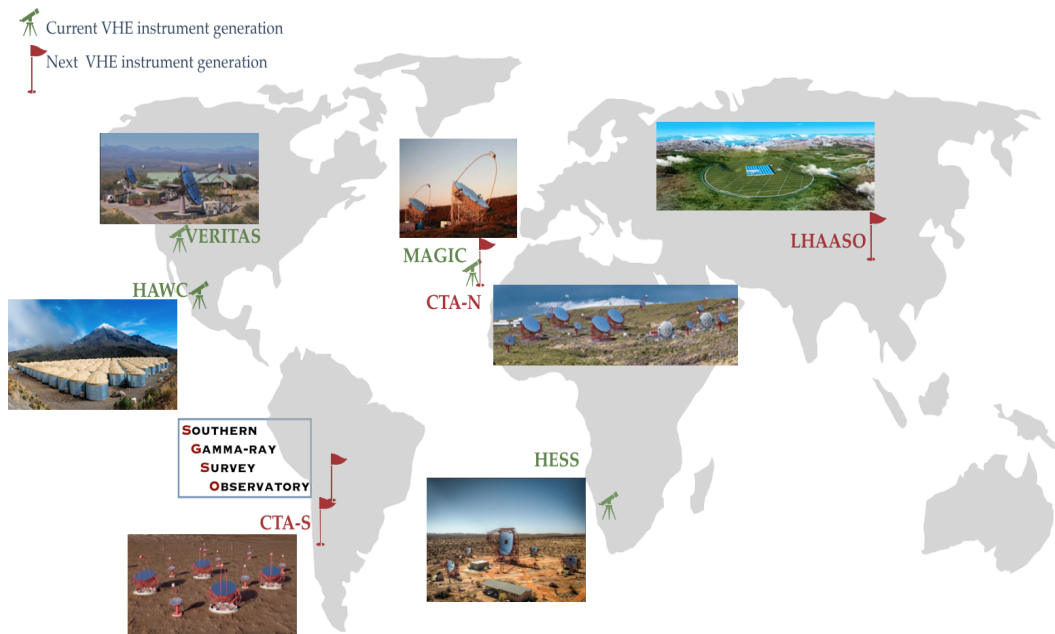 Current VHE instrument generation
Next VHE instrument generation
VERITAS
MAGIC
LHAASO
HAWC
CTA-N
SOUTHERN
GAMMA-RAY
SURVEY
OBSERVATORY
HESS
CTA-S